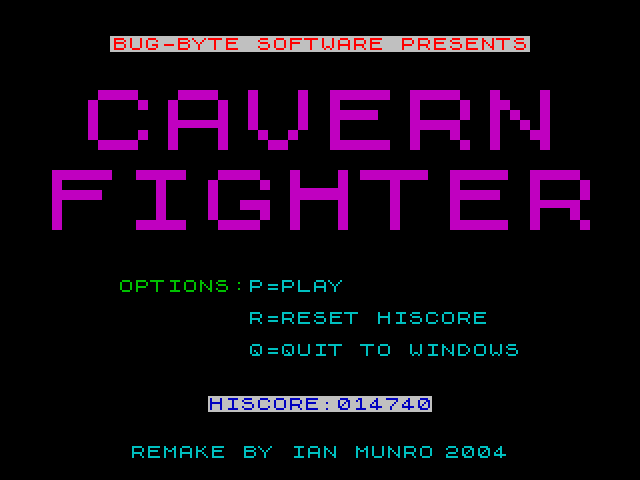 BUG-BYTE SOFTWARE PRESENTS
CAVERN
FIGHTER
OPTIONS:P=PLAY
R=RESET HISCORE
Q=QUIT TO WINDOWS
HISCORE:014740
REMAKE BY IAN MUNRO 2004